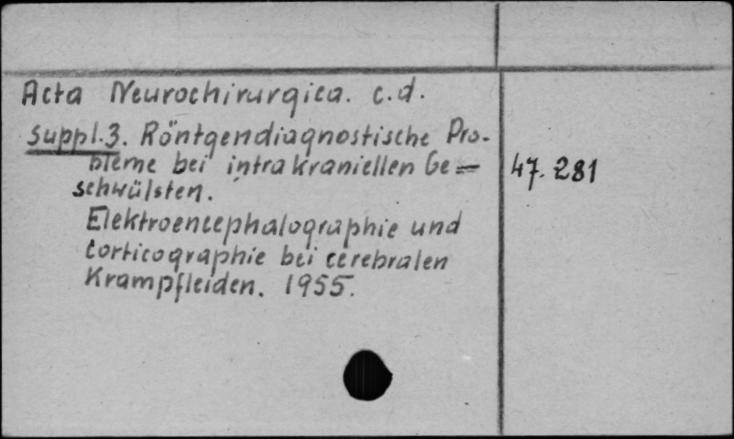 Acta Neurochirurgica. c.d.
Suppl.3. Röntgendiagnostische Pro-
bleme bei intrakraniellen Ge=
schwülsten.
47.281
Elektroencephalographie und
Corticographie bei cerebralen
Krampfleiden. 1955.